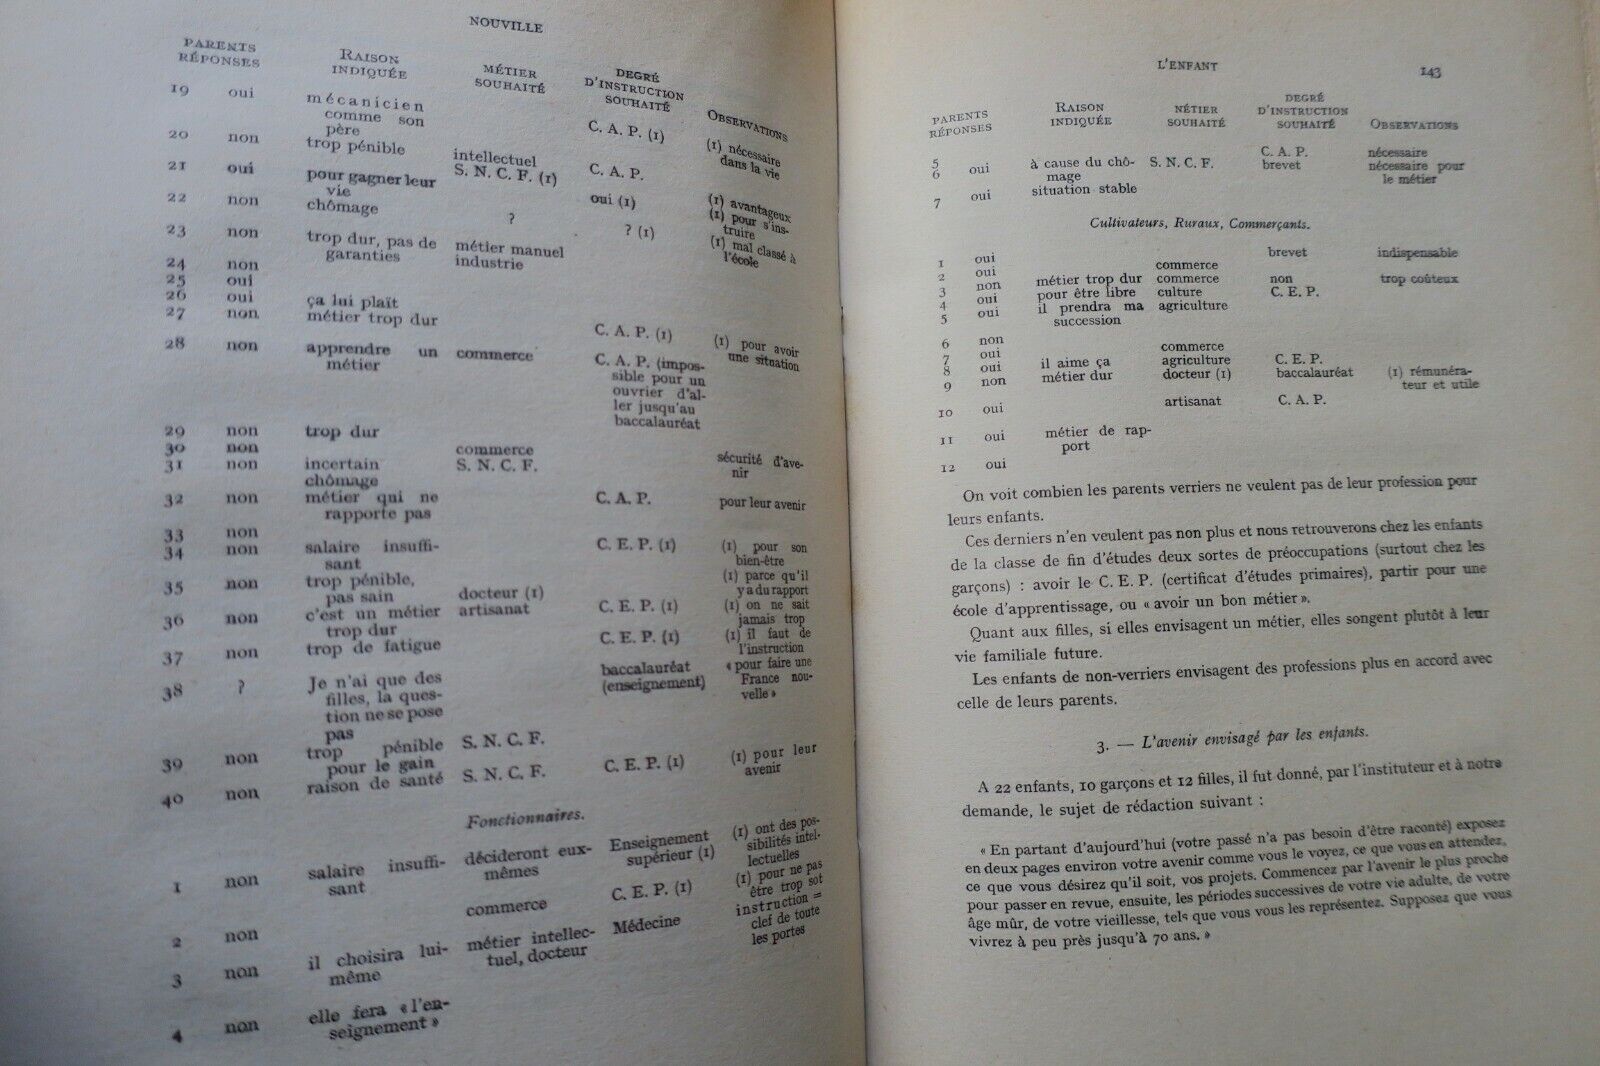 NOUVILLE
PARENTS RÉPONSES RAISON INDIQUÉE MÉTIER SOUHAITÉ DEGRÉ D'INSTRUCTION SOUHAITÉ OBSERVATIONS
19 oui mécanicien
comme son
père C. A. P. (1) (1) nécessaire
dans la vie
20 non trop pénible intellectuel
21 oui pour gagner leur S. N. C. F. (1) C. A. P.
vie
22 non chômage ? oui (1) (1) avantageux
(1) pour s'ins-
truire
23 non trop dur, pas de métier manuel ? (1) (1) mal classé à
garanties industrie l'école
24 non
25 oui
26 oui ça lui plaît
27 non métier trop dur C. A. P. (1) (1) pour avoir
une situation
28 non apprendre un commerce C. A. P. (impos-
métier sible pour un
ouvrier d'al-
ler jusqu'au
baccalauréat
29 non trop dur
30 non commerce
31 non incertain S. N. C. F. sécurité d'ave-
chômage nir
32 non métier qui ne C. A. P. pour leur avenir
rapporte pas
33 non
34 non salaire insuffi- C. E. P. (1) (1) pour son
sant bien-être
35 non trop pénible, docteur (1) (1) parce qu'il
pas sain y a du rapport
36 non c'est un métier artisanat C. E. P. (1) (1) on ne sait
trop dur jamais trop
37 non trop de fatigue C. E. P. (1) (1) il faut de
l'instruction
38 ? Je n'ai que des baccalauréat « pour faire une
filles, la ques- (enseignement) France nou-
tion ne se pose velle »
pas
39 non trop pénible S. N. C. F.
pour le gain
40 non raison de santé S. N. C. F. C. E. P. (1) (1) pour leur
avenir
Fonctionnaires.
1 non salaire insuffi- décideront eux- Enseignement (1) ont des pos-
sant mêmes supérieur (1) sibilités intel-
lectuelles
2 non commerce C. E. P. (1) (1) pour ne pas
être trop sot
3 non il choisira lui- métier intellec- Médecine instruction =
même tuel, docteur clef de toute
les portes
4 non elle fera « l'en-
seignement »
L'ENFANT 143
PARENTS RÉPONSES RAISON INDIQUÉE NÉTIER SOUHAITÉ DEGRÉ D'INSTRUCTION SOUHAITÉ OBSERVATIONS
5 C. A. P. nécessaire
6 oui à cause du chô- S. N. C. F. brevet nécessaire pour
mage le métier
7 oui situation stable
Cultivateurs, Ruraux, Commerçants.
1 oui brevet indispensable
2 oui commerce
3 non métier trop dur commerce non trop coûteux
4 oui pour être libre culture C. E. P.
5 oui il prendra ma agriculture
succession
6 non commerce
7 oui il aime ça agriculture C. E. P.
8 oui
9 non métier dur docteur (1) baccalauréat (1) rémunéra-
teur et utile
10 oui artisanat C. A. P.
11 oui métier de rap-
port
12 oui
On voit combien les parents verriers ne veulent pas de leur profession pour
leurs enfants.
Ces derniers n'en veulent pas non plus et nous retrouverons chez les enfants
de la classe de fin d'études deux sortes de préoccupations (surtout chez les
garçons) : avoir le C. E. P. (certificat d'études primaires), partir pour une
école d'apprentissage, ou « avoir un bon métier ».
Quant aux filles, si elles envisagent un métier, elles songent plutôt à leur
vie familiale future.
Les enfants de non-verriers envisagent des professions plus en accord avec
celle de leurs parents.
3. — L'avenir envisagé par les enfants.
A 22 enfants, 10 garçons et 12 filles, il fut donné, par l'instituteur et à notre
demande, le sujet de rédaction suivant :
« En partant d'aujourd'hui (votre passé n'a pas besoin d'être raconté) exposez
en deux pages environ votre avenir comme vous le voyez, ce que vous en attendez,
ce que vous désirez qu'il soit, vos projets. Commencez par l'avenir le plus proche
pour passer en revue, ensuite, les périodes successives de votre vie adulte, de votre
âge mûr, de votre vieillesse, tels que vous vous les représentez. Supposez que vous
vivrez à peu près jusqu'à 70 ans. »